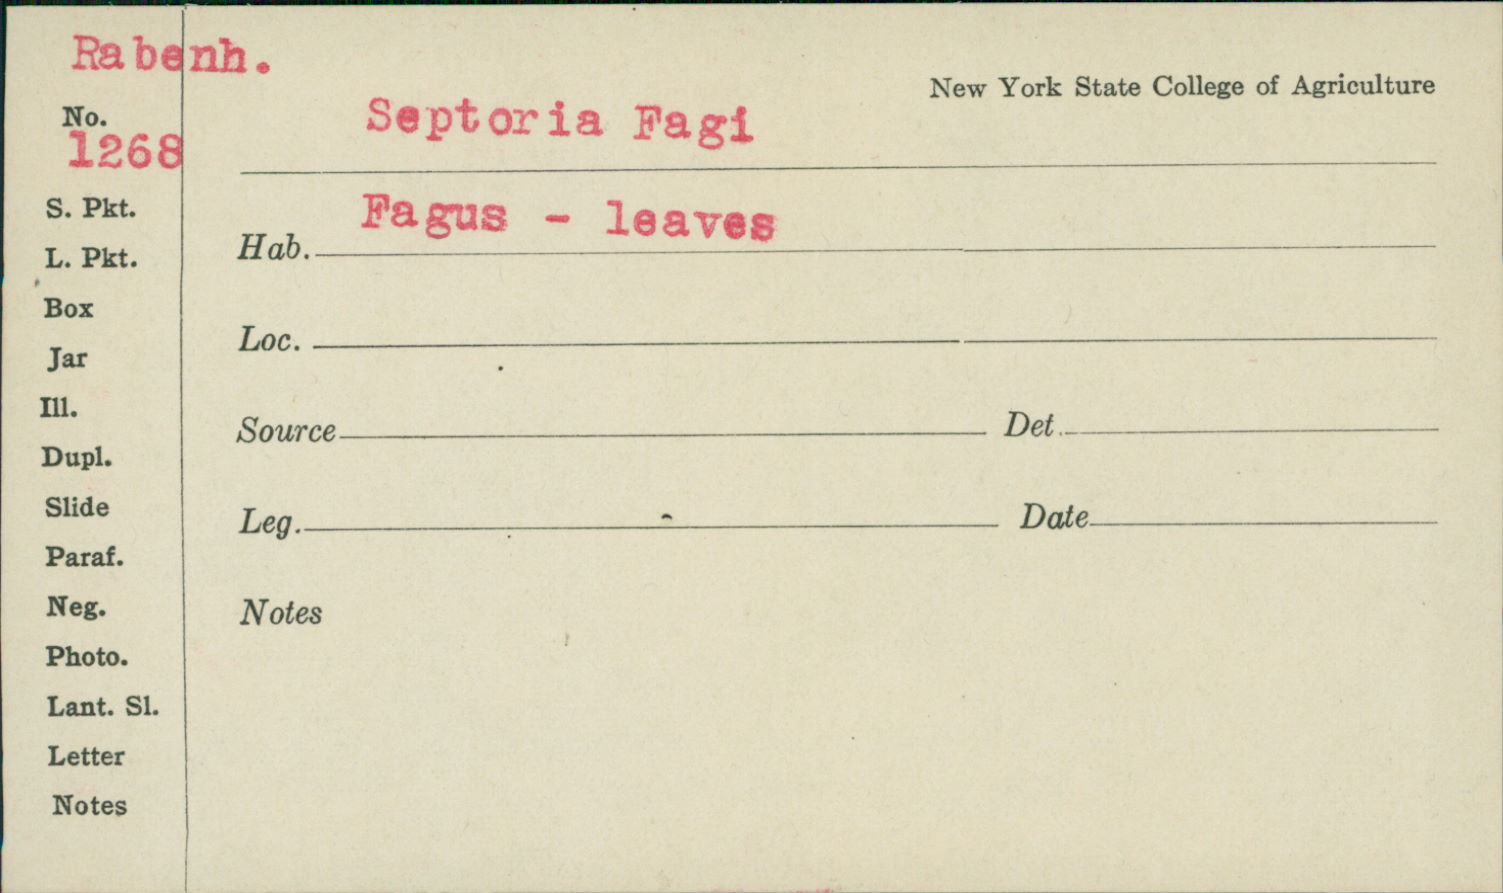 Rabenh.
New York State College of Agriculture
No.
1268
Septoria Fagi
S. Pkt.
Fagus - leaves
Hab.
L. Pkt.
Box
Loc.
Jar
Ill.
Source Det.
Dupl.
Slide
Leg. Date
Paraf.
Neg.
Notes
Photo.
Lant. Sl.
Letter
Notes